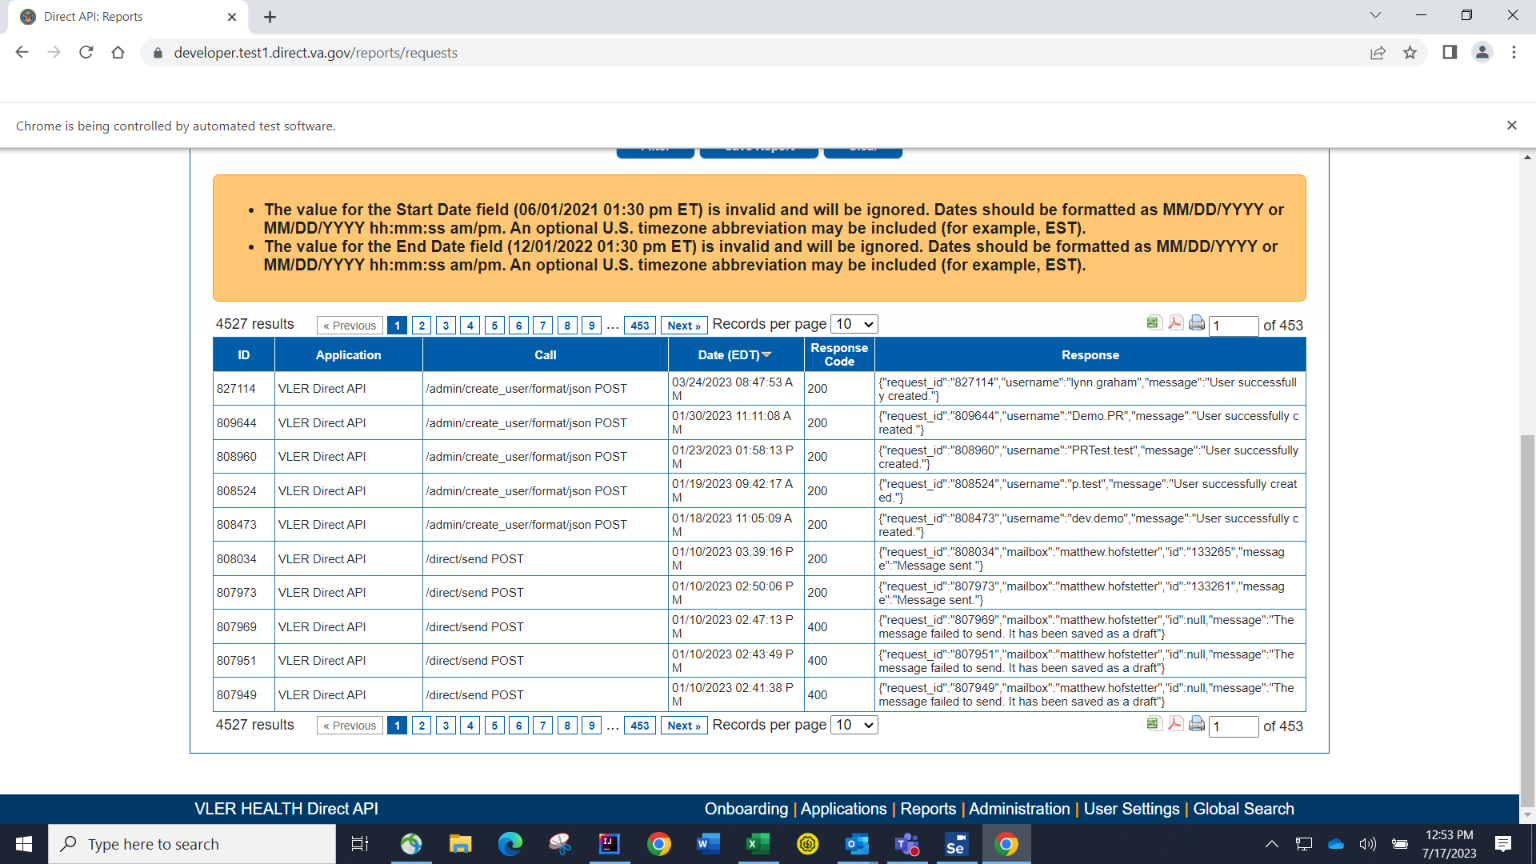 Direct API: Reports
developer.test1.direct.va.gov/reports/requests
Chrome is being controlled by automated test software.
Filter Save Report Clear
• The value for the Start Date field (06/01/2021 01:30 pm ET) is invalid and will be ignored. Dates should be formatted as MM/DD/YYYY or
MM/DD/YYYY hh:mm:ss am/pm. An optional U.S. timezone abbreviation may be included (for example, EST).
• The value for the End Date field (12/01/2022 01:30 pm ET) is invalid and will be ignored. Dates should be formatted as MM/DD/YYYY or
MM/DD/YYYY hh:mm:ss am/pm. An optional U.S. timezone abbreviation may be included (for example, EST).
4527 results « Previous 1 2 3 4 5 6 7 8 9 ... 453 Next » Records per page 10 1 of 453
ID Application Call Date (EDT) Response Code Response
827114 VLER Direct API /admin/create_user/format/json POST 03/24/2023 08:47:53 A
M 200 {"request_id":"827114","username":"lynn.graham","message":"User successfull
y created."}
809644 VLER Direct API /admin/create_user/format/json POST 01/30/2023 11:11:08 A
M 200 {"request_id":"809644","username":"Demo.PR","message":"User successfully c
reated."}
808960 VLER Direct API /admin/create_user/format/json POST 01/23/2023 01:58:13 P
M 200 {"request_id":"808960","username":"PRTest.test","message":"User successfully
created."}
808524 VLER Direct API /admin/create_user/format/json POST 01/19/2023 09:42:17 A
M 200 {"request_id":"808524","username":"p.test","message":"User successfully creat
ed."}
808473 VLER Direct API /admin/create_user/format/json POST 01/18/2023 11:05:09 A
M 200 {"request_id":"808473","username":"dev.demo","message":"User successfully c
reated."}
808034 VLER Direct API /direct/send POST 01/10/2023 03:39:16 P
M 200 {"request_id":"808034","mailbox":"matthew.hofstetter","id":"133265","messag
e":"Message sent."}
807973 VLER Direct API /direct/send POST 01/10/2023 02:50:06 P
M 200 {"request_id":"807973","mailbox":"matthew.hofstetter","id":"133261","messag
e":"Message sent."}
807969 VLER Direct API /direct/send POST 01/10/2023 02:47:13 P
M 400 {"request_id":"807969","mailbox":"matthew.hofstetter","id":null,"message":"The
message failed to send. It has been saved as a draft"}
807951 VLER Direct API /direct/send POST 01/10/2023 02:43:49 P
M 400 {"request_id":"807951","mailbox":"matthew.hofstetter","id":null,"message":"The
message failed to send. It has been saved as a draft"}
807949 VLER Direct API /direct/send POST 01/10/2023 02:41:38 P
M 400 {"request_id":"807949","mailbox":"matthew.hofstetter","id":null,"message":"The
message failed to send. It has been saved as a draft"}
4527 results « Previous 1 2 3 4 5 6 7 8 9 ... 453 Next » Records per page 10 1 of 453
VLER HEALTH Direct API Onboarding | Applications | Reports | Administration | User Settings | Global Search
Type here to search
12:53 PM
7/17/2023